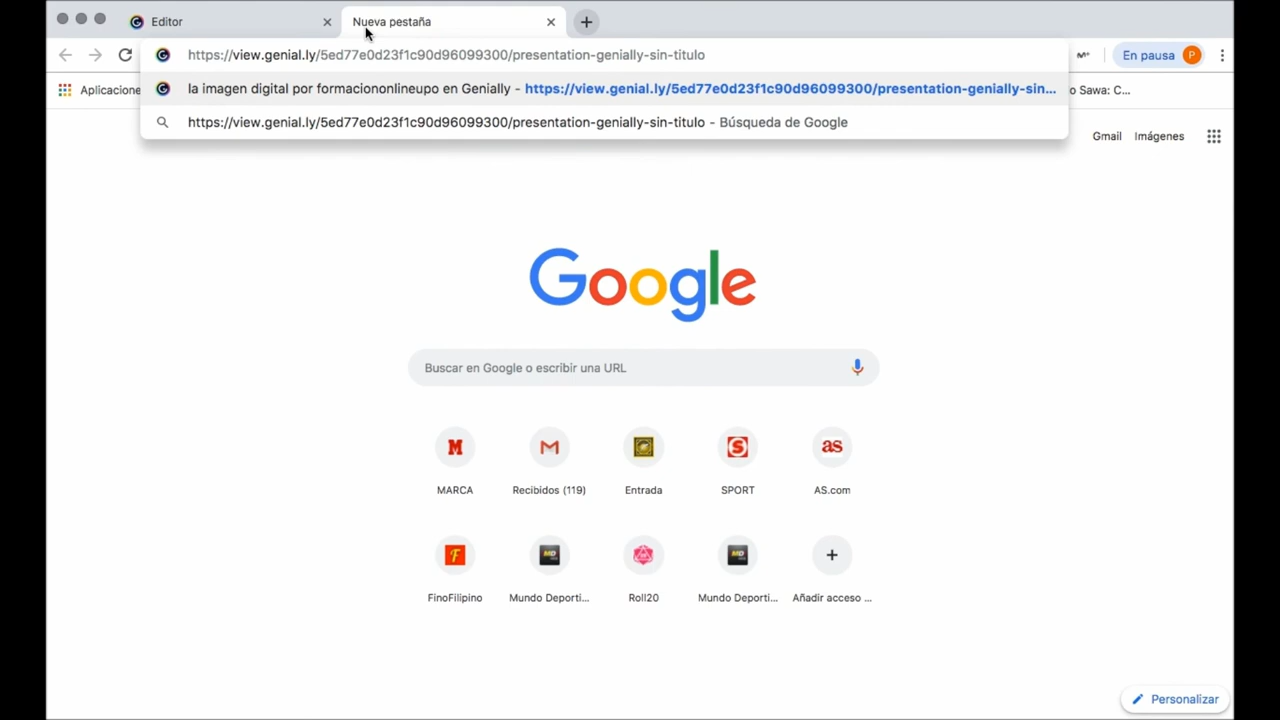 Editor
Nueva pestaña
https://view.genial.ly/5ed77e0d23f1c90d96099300/presentation-genially-sin-titulo
En pausa P
Aplicacione
la imagen digital por formaciononlineupo en Genially - https://view.genial.ly/5ed77e0d23f1c90d96099300/presentation-genially-sin...
o Sawa: C...
https://view.genial.ly/5ed77e0d23f1c90d96099300/presentation-genially-sin-titulo - Búsqueda de Google
Gmail Imágenes
Google
Buscar en Google o escribir una URL
M M S as
MARCA Recibidos (119) Entrada SPORT AS.com
F MD MD
FinoFilipino Mundo Deporti... Roll20 Mundo Deporti... Añadir acceso ...
Personalizar